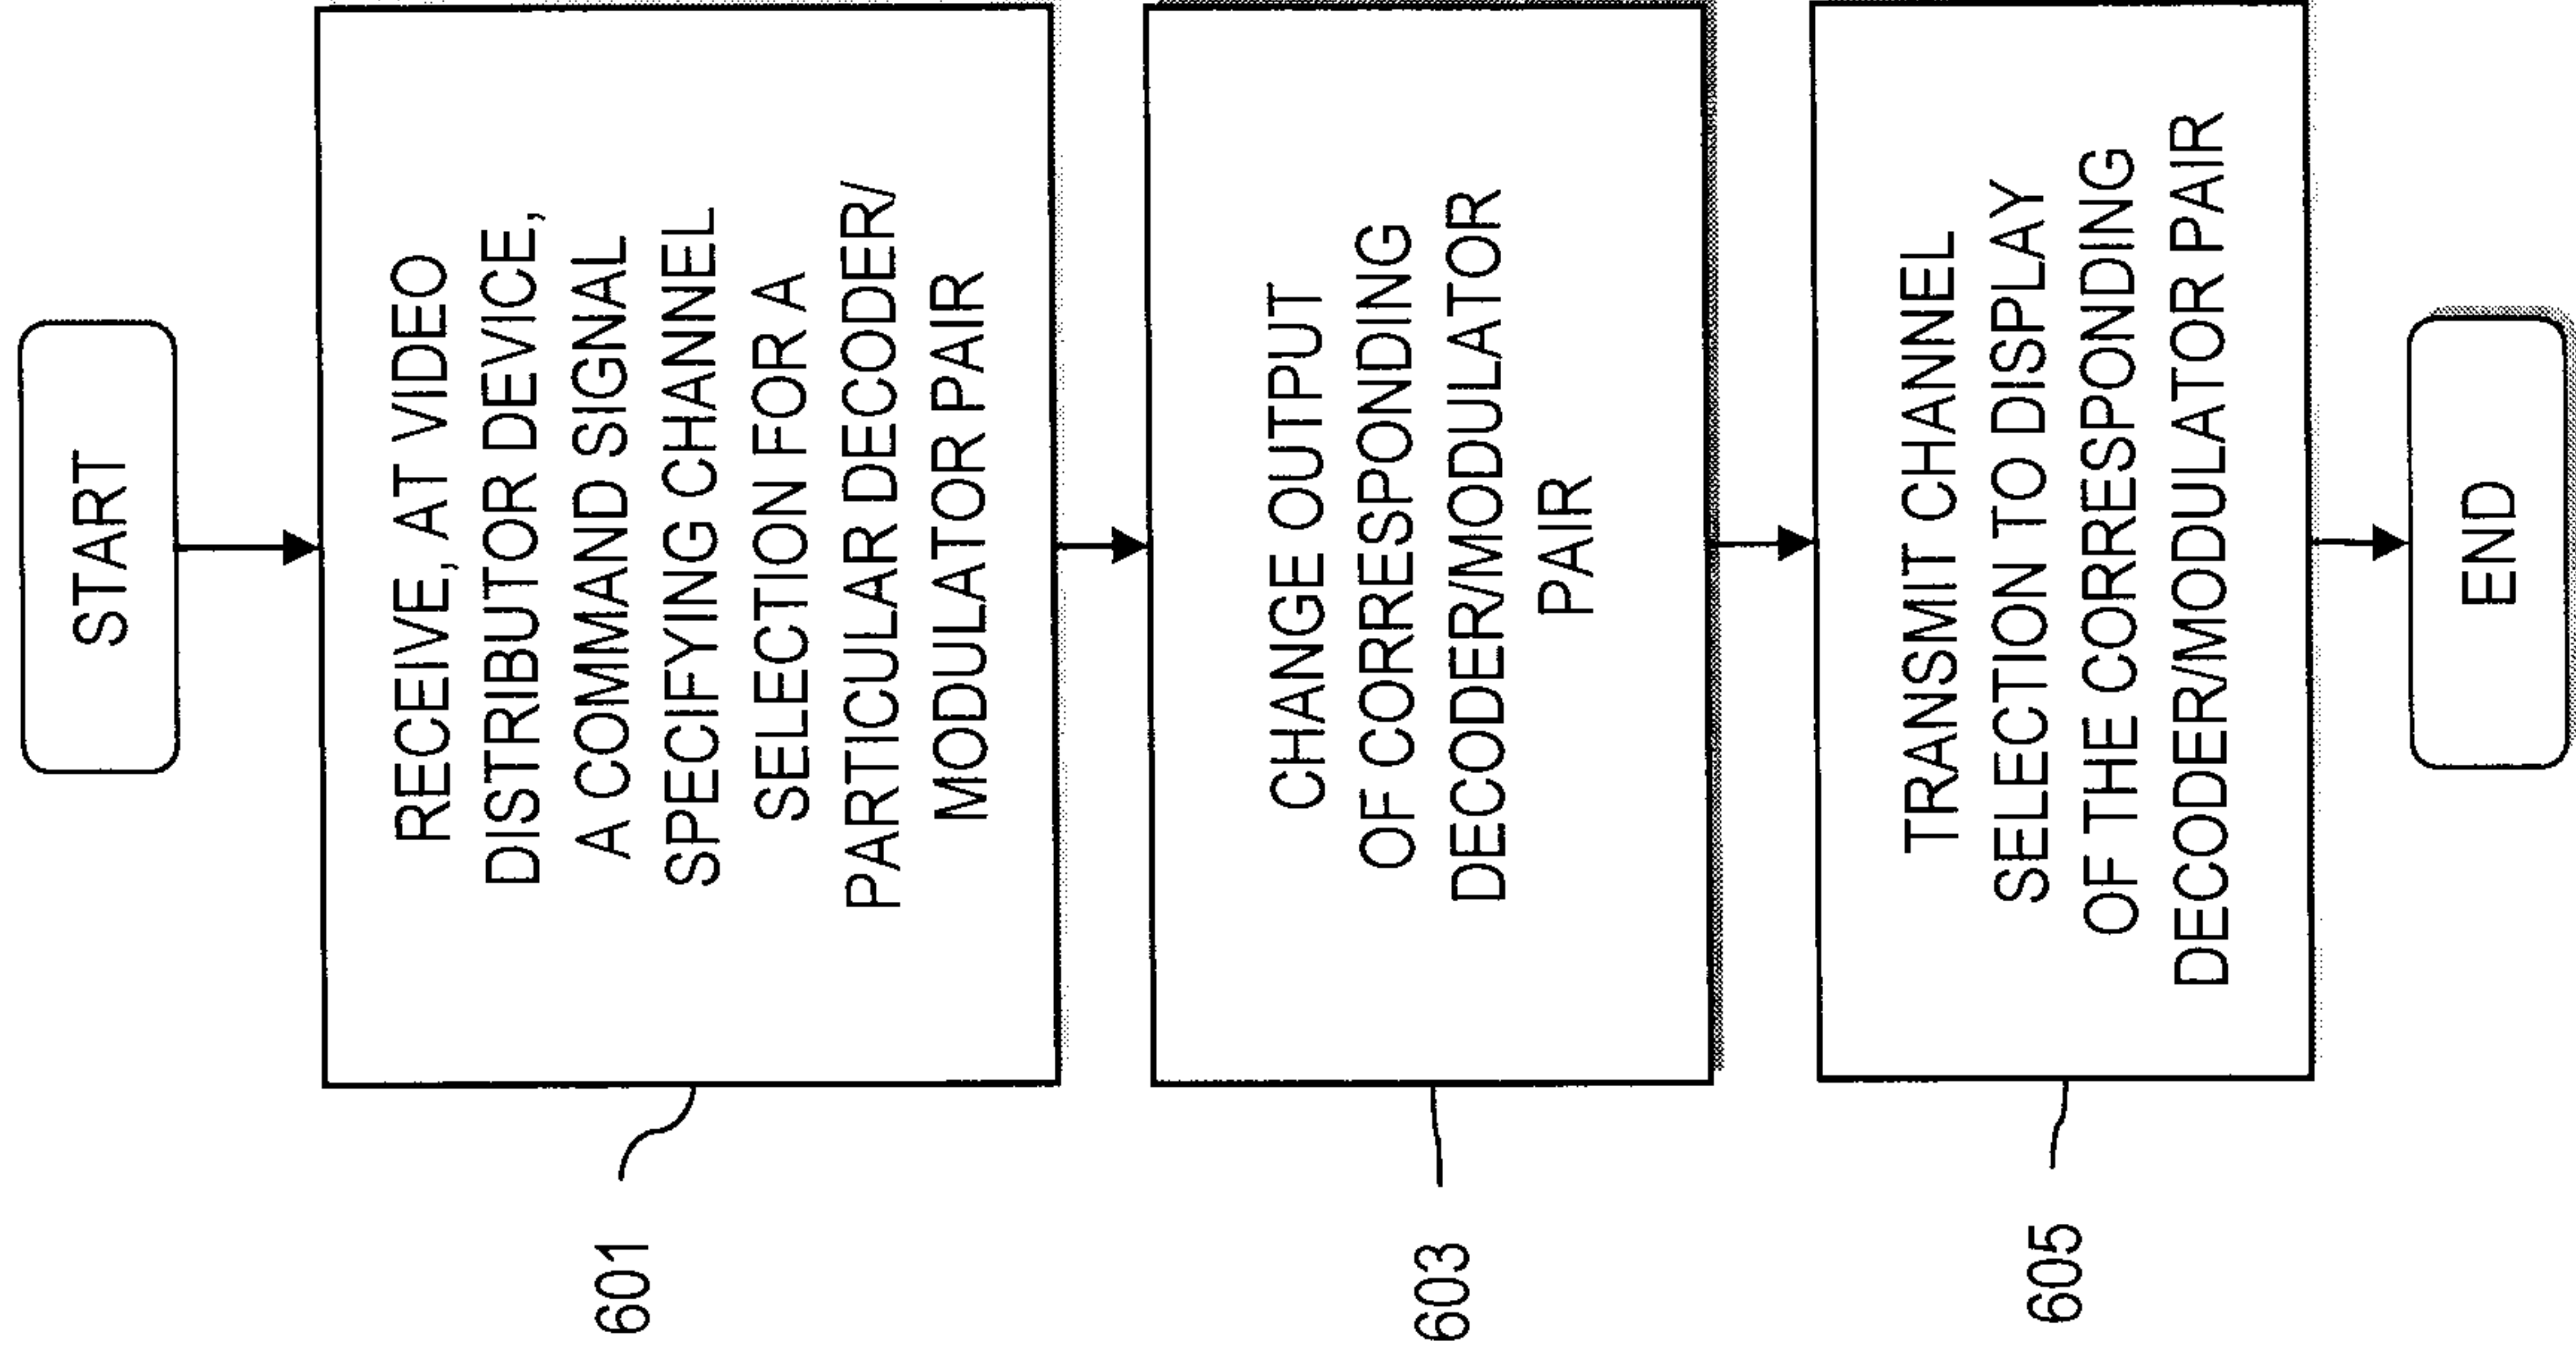 START
RECEIVE, AT VIDEO
DISTRIBUTOR DEVICE,
A COMMAND SIGNAL
SPECIFYING CHANNEL
SELECTION FOR A
PARTICULAR DECODER/
MODULATOR PAIR
601
CHANGE OUTPUT
OF CORRESPONDING
DECODER/MODULATOR
PAIR
603
TRANSMIT CHANNEL
SELECTION TO DISPLAY
OF THE CORRESPONDING
DECODER/MODULATOR PAIR
605
END